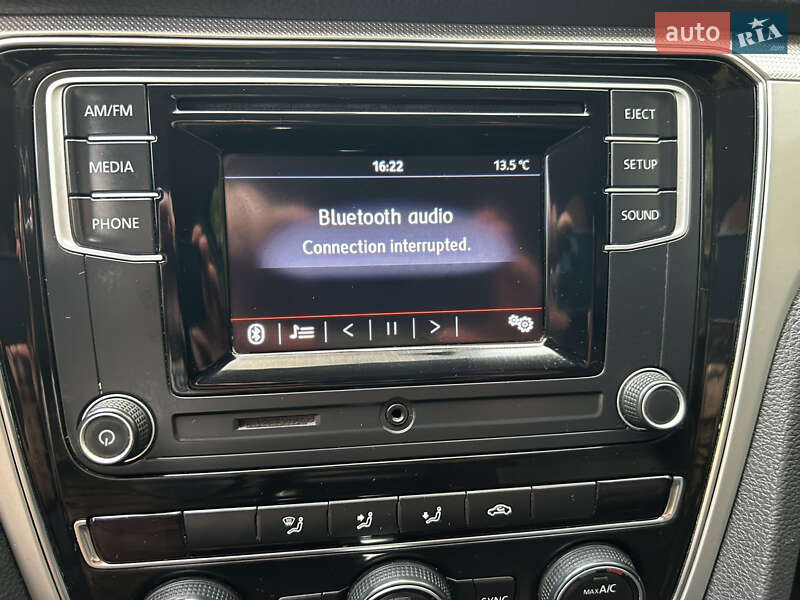 auto RIA
.com
AM/FM
MEDIA
PHONE
EJECT
SETUP
SOUND
16:22 13.5 °C
Bluetooth audio
Connection interrupted.
SYNC
MAX A/C